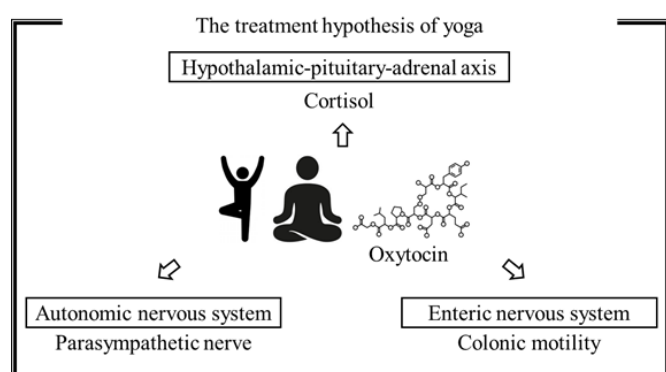 The treatment hypothesis of yoga
Hypothalamic-pituitary-adrenal axis
Cortisol
Oxytocin
Autonomic nervous system
Parasympathetic nerve
Enteric nervous system
Colonic motility